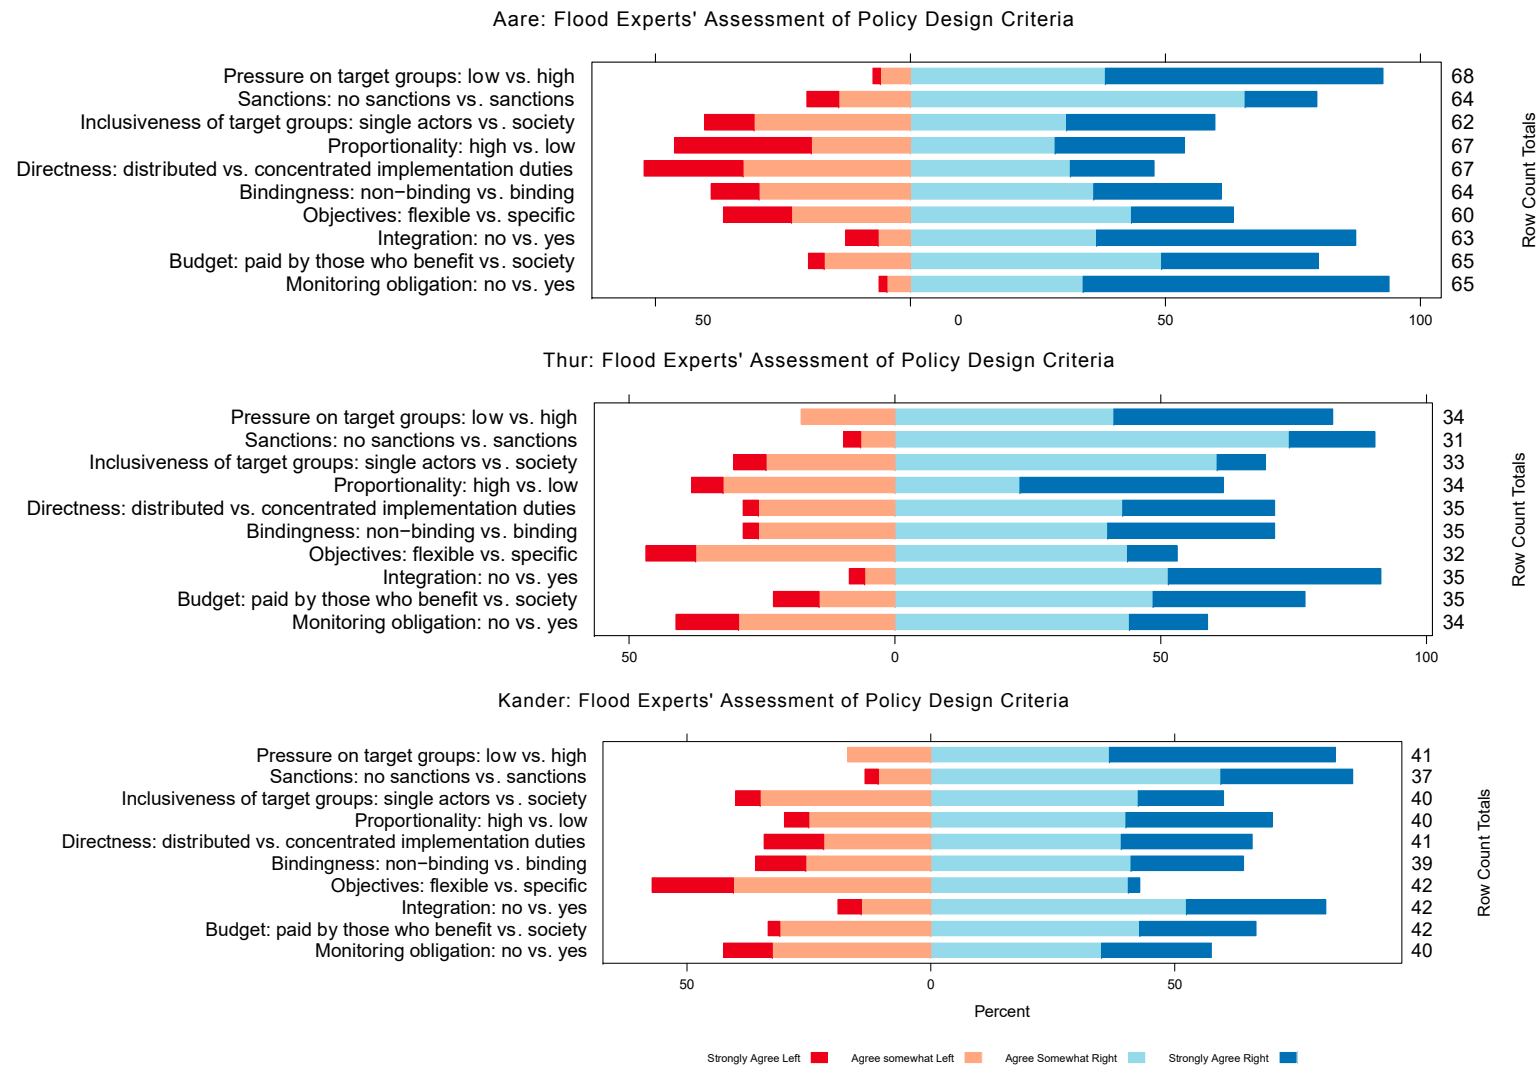 Aare: Flood Experts' Assessment of Policy Design Criteria
Pressure on target groups: low vs. high 68
Sanctions: no sanctions vs. sanctions 64
Inclusiveness of target groups: single actors vs. society 62
Proportionality: high vs. low 67
Directness: distributed vs. concentrated implementation duties 67
Bindingness: non−binding vs. binding 64
Objectives: flexible vs. specific 60
Integration: no vs. yes 63
Budget: paid by those who benefit vs. society 65
Monitoring obligation: no vs. yes 65
Row Count Totals
50 0 50 100
Thur: Flood Experts' Assessment of Policy Design Criteria
Pressure on target groups: low vs. high 34
Sanctions: no sanctions vs. sanctions 31
Inclusiveness of target groups: single actors vs. society 33
Proportionality: high vs. low 34
Directness: distributed vs. concentrated implementation duties 35
Bindingness: non−binding vs. binding 35
Objectives: flexible vs. specific 32
Integration: no vs. yes 35
Budget: paid by those who benefit vs. society 35
Monitoring obligation: no vs. yes 34
Row Count Totals
50 0 50 100
Kander: Flood Experts' Assessment of Policy Design Criteria
Pressure on target groups: low vs. high 41
Sanctions: no sanctions vs. sanctions 37
Inclusiveness of target groups: single actors vs. society 40
Proportionality: high vs. low 40
Directness: distributed vs. concentrated implementation duties 41
Bindingness: non−binding vs. binding 39
Objectives: flexible vs. specific 42
Integration: no vs. yes 42
Budget: paid by those who benefit vs. society 42
Monitoring obligation: no vs. yes 40
Row Count Totals
50 0 50
Percent
Strongly Agree Left Agree somewhat Left Agree Somewhat Right Strongly Agree Right